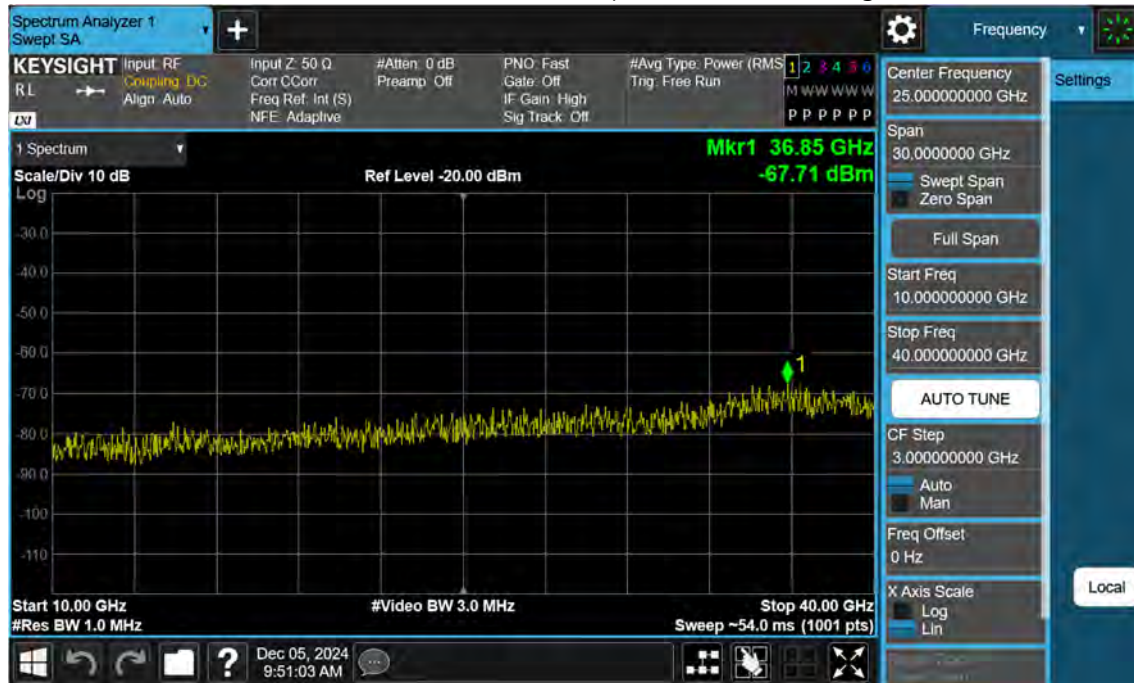 Spectrum Analyzer 1
Swept SA
+
Frequency
KEYSIGHT
RL
LXI
Input: RF
Coupling: DC
Align: Auto
Input Z: 50 Ω
Corr CCorr
Freq Ref: Int (S)
NFE: Adaptive
#Atten: 0 dB
Preamp: Off
PNO: Fast
Gate: Off
IF Gain: High
Sig Track: Off
#Avg Type: Power (RMS
Trig: Free Run
1 2 3 4 5 6
M W W W W W
P P P P P P
1 Spectrum
Scale/Div 10 dB
Log
Ref Level -20.00 dBm
Mkr1 36.85 GHz
-67.71 dBm
-30.0
-40.0
-50.0
-60.0
-70.0
-80.0
-90.0
-100
-110
1
Start 10.00 GHz
#Res BW 1.0 MHz
#Video BW 3.0 MHz
Stop 40.00 GHz
Sweep ~54.0 ms (1001 pts)
?
Dec 05, 2024
9:51:03 AM
Center Frequency
25.000000000 GHz
Span
30.0000000 GHz
Swept Span
Zero Span
Full Span
Start Freq
10.000000000 GHz
Stop Freq
40.000000000 GHz
AUTO TUNE
CF Step
3.000000000 GHz
Auto
Man
Freq Offset
0 Hz
X Axis Scale
Log
Lin
Settings
Local